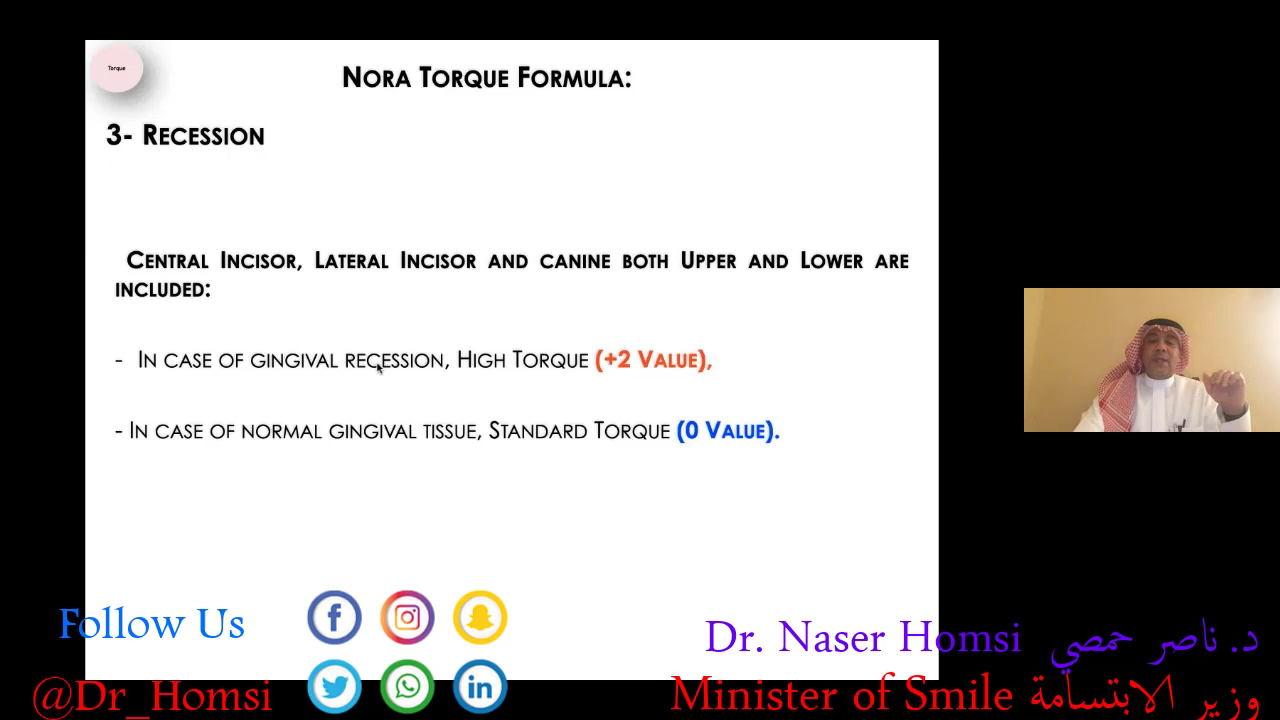 Torque
NORA TORQUE FORMULA:
3- RECESSION
CENTRAL INCISOR, LATERAL INCISOR AND CANINE BOTH UPPER AND LOWER ARE
INCLUDED:
- IN CASE OF GINGIVAL RECESSION, HIGH TORQUE (+2 VALUE),
- IN CASE OF NORMAL GINGIVAL TISSUE, STANDARD TORQUE (0 VALUE).
Follow Us
@Dr_Homsi
Dr. Naser Homsi د. ناصر حمصي
Minister of Smile وزير الابتسامة